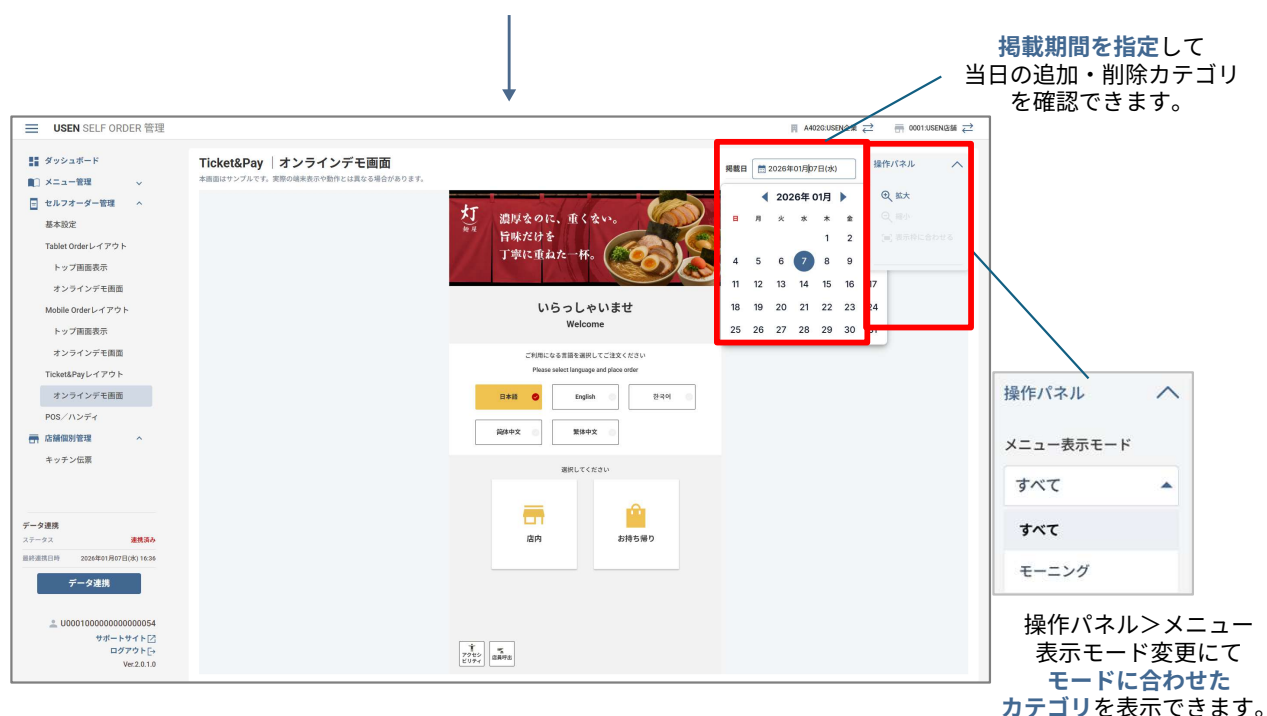 掲載期間を指定して
当日の追加・削除カテゴリ
を確認できます。
USEN SELF ORDER 管理
A402G:USEN企業
0001:USEN店舗
ダッシュボード
メニュー管理
セルフオーダー管理
基本設定
Tablet Orderレイアウト
トップ画面表示
オンラインデモ画面
Mobile Orderレイアウト
トップ画面表示
オンラインデモ画面
Ticket&Payレイアウト
オンラインデモ画面
POS／ハンディ
店舗個別管理
キッチン伝票
データ連携
ステータス 連携済み
最終連携日時 2026年01月07日(水) 16:36
データ連携
U0001000000000000054
サポートサイト
ログアウト
Ver.2.0.1.0
Ticket&Pay｜オンラインデモ画面
本画面はサンプルです。実際の端末表示や動作とは異なる場合があります。
灯
麺屋
濃厚なのに、重くない。
旨味だけを
丁寧に重ねた一杯。
いらっしゃいませ
Welcome
ご利用になる言語を選択してご注文ください
Please select language and place order
日本語 English 한국어
简体中文 繁体中文
選択してください
店内 お持ち帰り
アクセシ
ビリティ
店員呼出
掲載日 2026年01月07日(水)
2026年 01月
日 月 火 水 木 金
1 2
4 5 6 7 8 9
11 12 13 14 15 16 17
18 19 20 21 22 23 24
25 26 27 28 29 30 31
操作パネル
拡大
縮小
表示枠に合わせる
操作パネル
メニュー表示モード
すべて
すべて
モーニング
操作パネル＞メニュー
表示モード変更にて
モードに合わせた
カテゴリを表示できます。